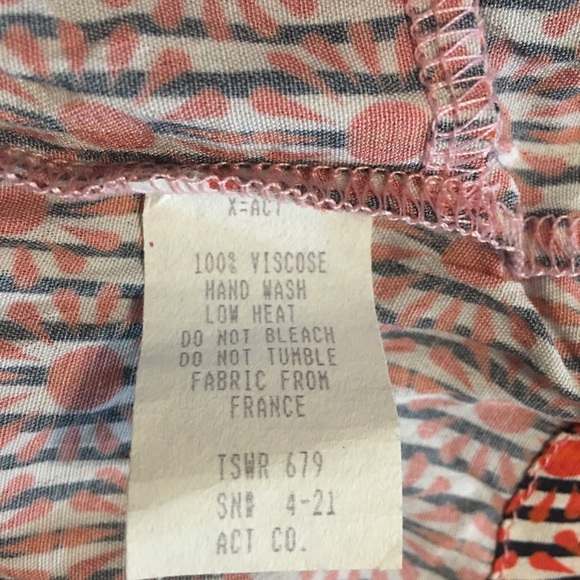 X=ACT
100% VISCOSE
HAND WASH
LOW HEAT
DO NOT BLEACH
DO NOT TUMBLE
FABRIC FROM
FRANCE
TSWR 679
SN# 4-21
ACT CO.